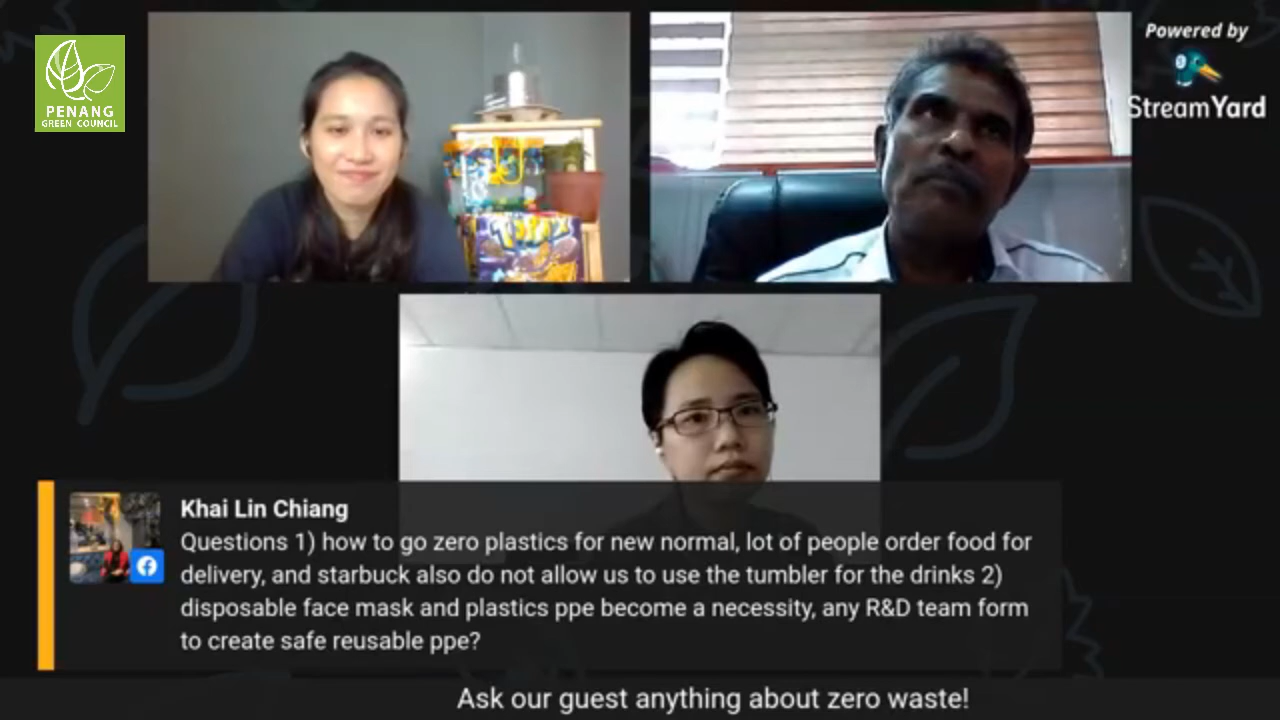 PENANG
GREEN COUNCIL
Powered by
StreamYard
Khai Lin Chiang
Questions 1) how to go zero plastics for new normal, lot of people order food for
delivery, and starbuck also do not allow us to use the tumbler for the drinks 2)
disposable face mask and plastics ppe become a necessity, any R&D team form
to create safe reusable ppe?
Ask our guest anything about zero waste!